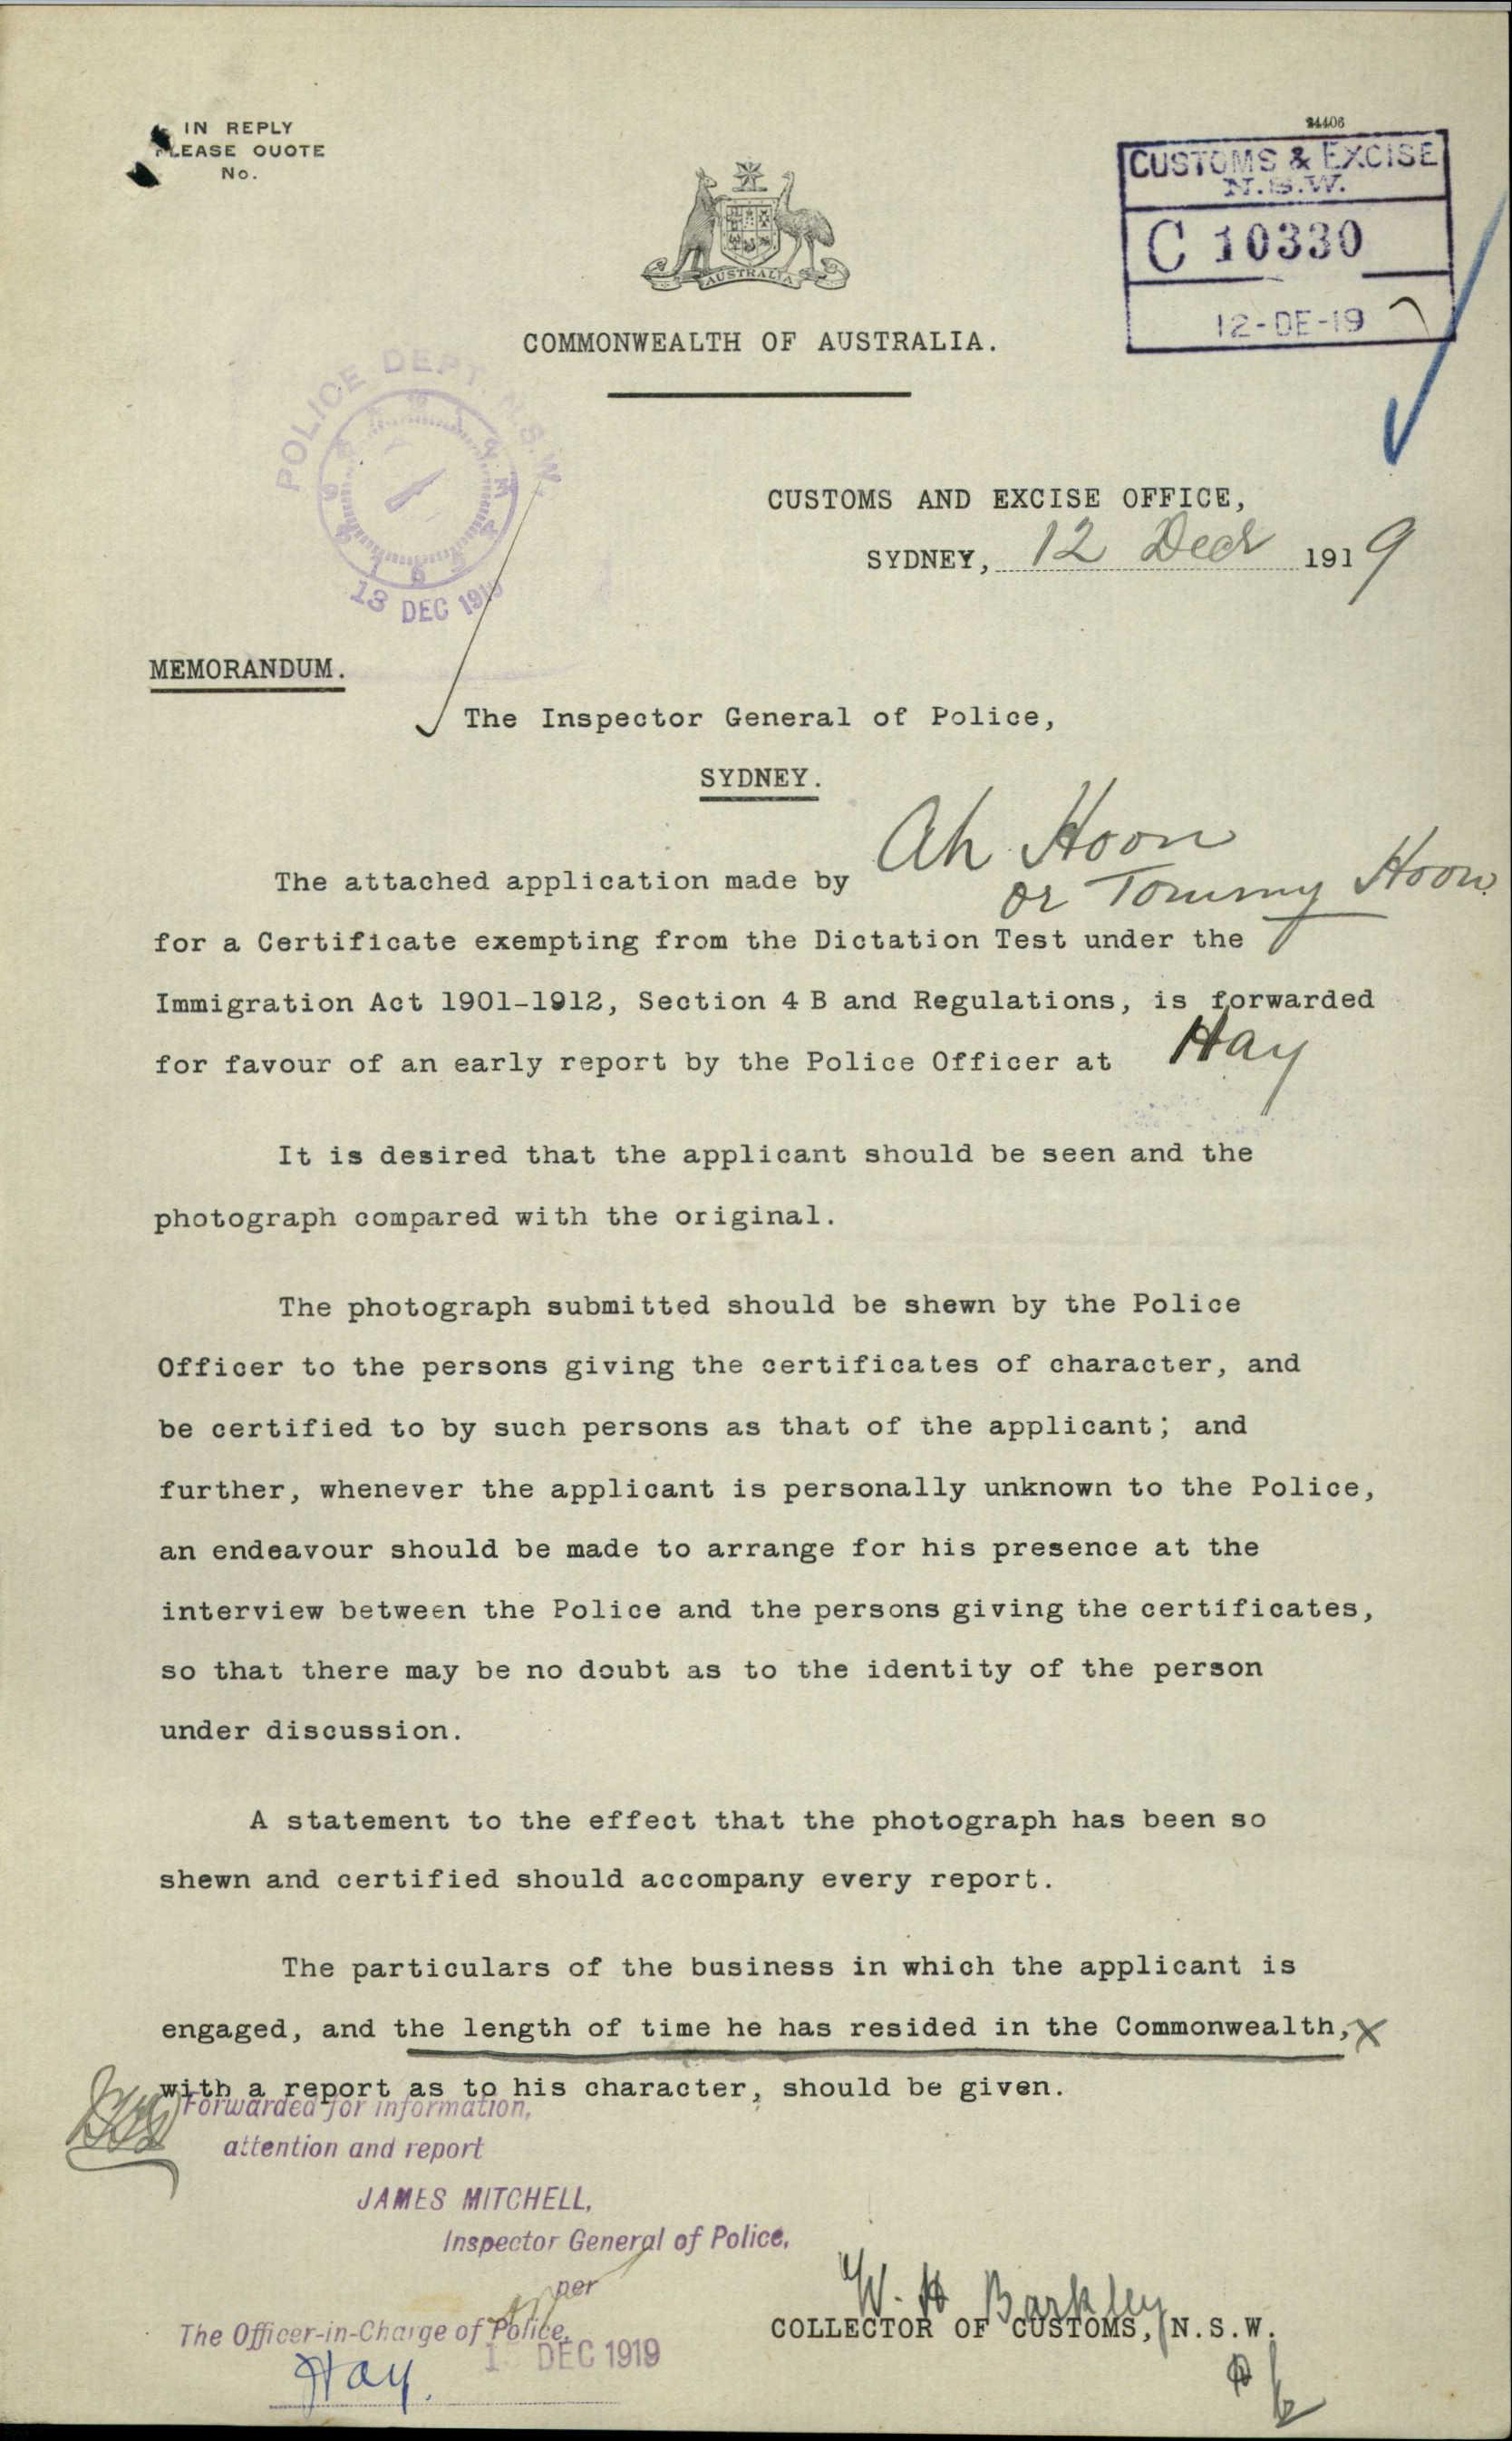 IN REPLY
PLEASE QUOTE
No.
24406
CUSTOMS & EXCISE
N.S.W.
C 10330
12-DE-19
AUSTRALIA
COMMONWEALTH OF AUSTRALIA.
POLICE DEPT. N.S.W.
13 DEC 1919
CUSTOMS AND EXCISE OFFICE,
SYDNEY, 12 Decr 1919
MEMORANDUM.
The Inspector General of Police,
SYDNEY.
Ah Hoon
The attached application made by or Tommy Hoon
for a Certificate exempting from the Dictation Test under the
Immigration Act 1901-1912, Section 4 B and Regulations, is forwarded
for favour of an early report by the Police Officer at Hay
It is desired that the applicant should be seen and the
photograph compared with the original.
The photograph submitted should be shewn by the Police
Officer to the persons giving the certificates of character, and
be certified to by such persons as that of the applicant; and
further, whenever the applicant is personally unknown to the Police,
an endeavour should be made to arrange for his presence at the
interview between the Police and the persons giving the certificates,
so that there may be no doubt as to the identity of the person
under discussion.
A statement to the effect that the photograph has been so
shewn and certified should accompany every report.
The particulars of the business in which the applicant is
engaged, and the length of time he has resided in the Commonwealth, x
with a report as to his character, should be given.
Forwarded for information,
attention and report
JAMES MITCHELL,
Inspector General of Police,
per
W. H Barkley
COLLECTOR OF CUSTOMS, N.S.W.
The Officer-in-Charge of Police,
DEC 1919
Hay.